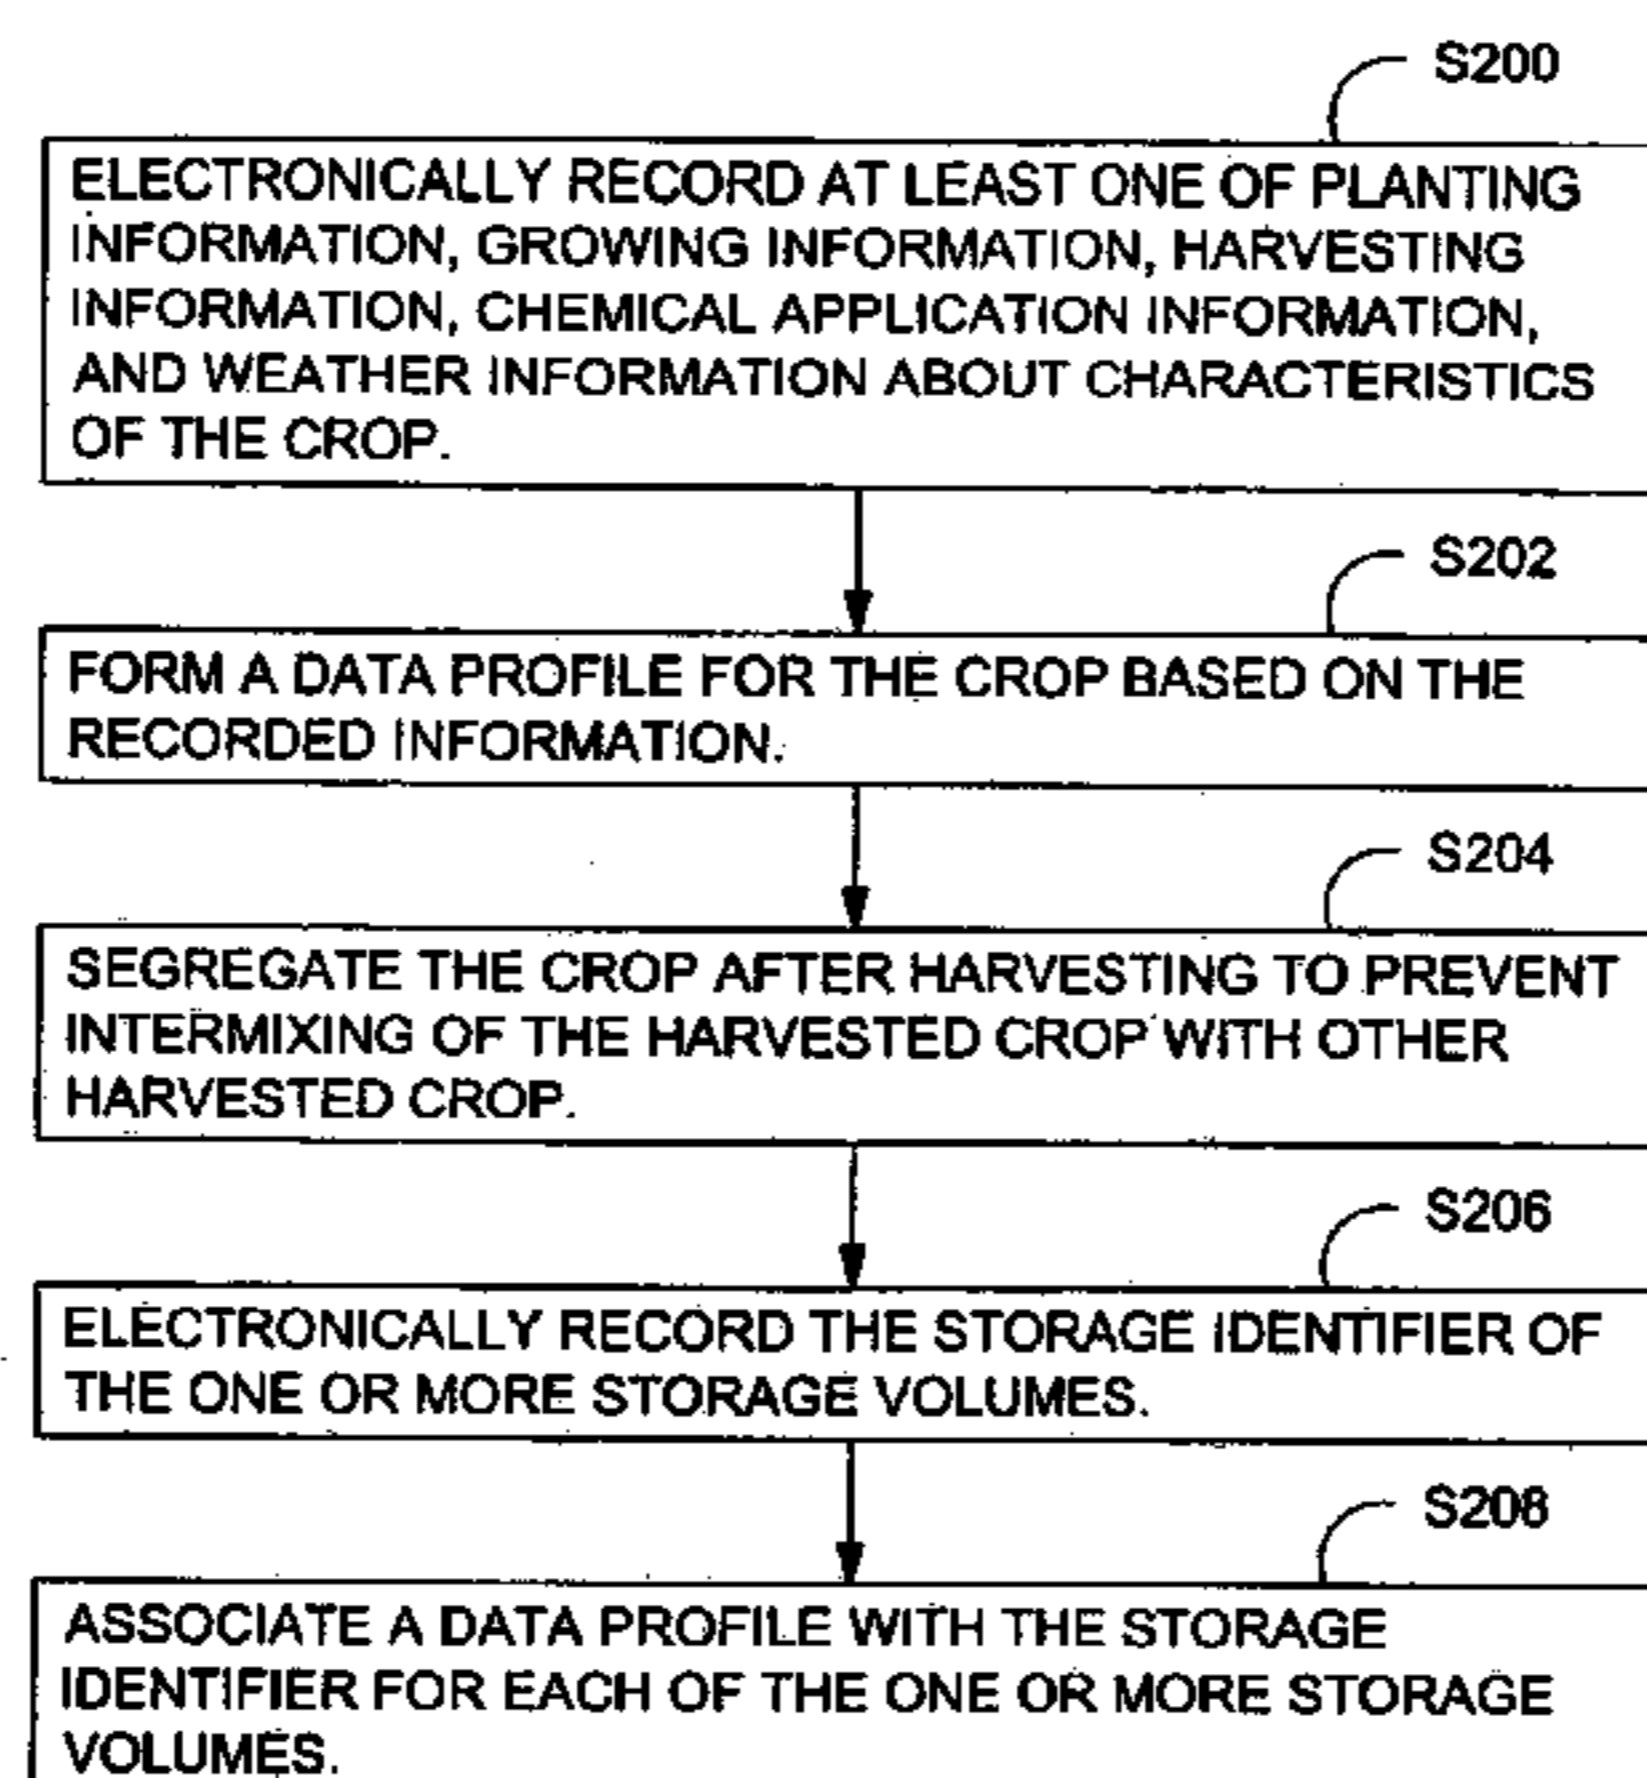 S200
ELECTRONICALLY RECORD AT LEAST ONE OF PLANTING
INFORMATION, GROWING INFORMATION, HARVESTING
INFORMATION, CHEMICAL APPLICATION INFORMATION,
AND WEATHER INFORMATION ABOUT CHARACTERISTICS
OF THE CROP.
S202
FORM A DATA PROFILE FOR THE CROP BASED ON THE
RECORDED INFORMATION.
S204
SEGREGATE THE CROP AFTER HARVESTING TO PREVENT
INTERMIXING OF THE HARVESTED CROP WITH OTHER
HARVESTED CROP.
S206
ELECTRONICALLY RECORD THE STORAGE IDENTIFIER OF
THE ONE OR MORE STORAGE VOLUMES.
S208
ASSOCIATE A DATA PROFILE WITH THE STORAGE
IDENTIFIER FOR EACH OF THE ONE OR MORE STORAGE
VOLUMES.